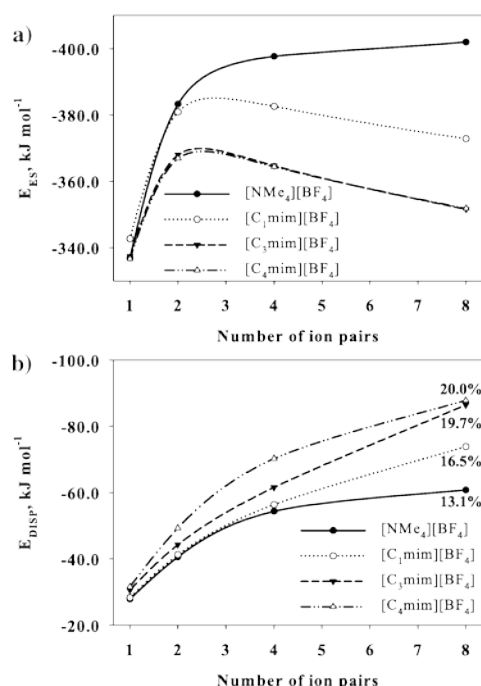 a)
-400.0
-380.0
-360.0
-340.0
E_ES, kJ mol⁻¹
[NMe₄][BF₄]
[C₁mim][BF₄]
[C₃mim][BF₄]
[C₄mim][BF₄]
1 2 3 4 5 6 7 8
Number of ion pairs
b)
-100.0
-80.0
-60.0
-40.0
-20.0
E_DISP, kJ mol⁻¹
20.0%
19.7%
16.5%
13.1%
[NMe₄][BF₄]
[C₁mim][BF₄]
[C₃mim][BF₄]
[C₄mim][BF₄]
1 2 3 4 5 6 7 8
Number of ion pairs